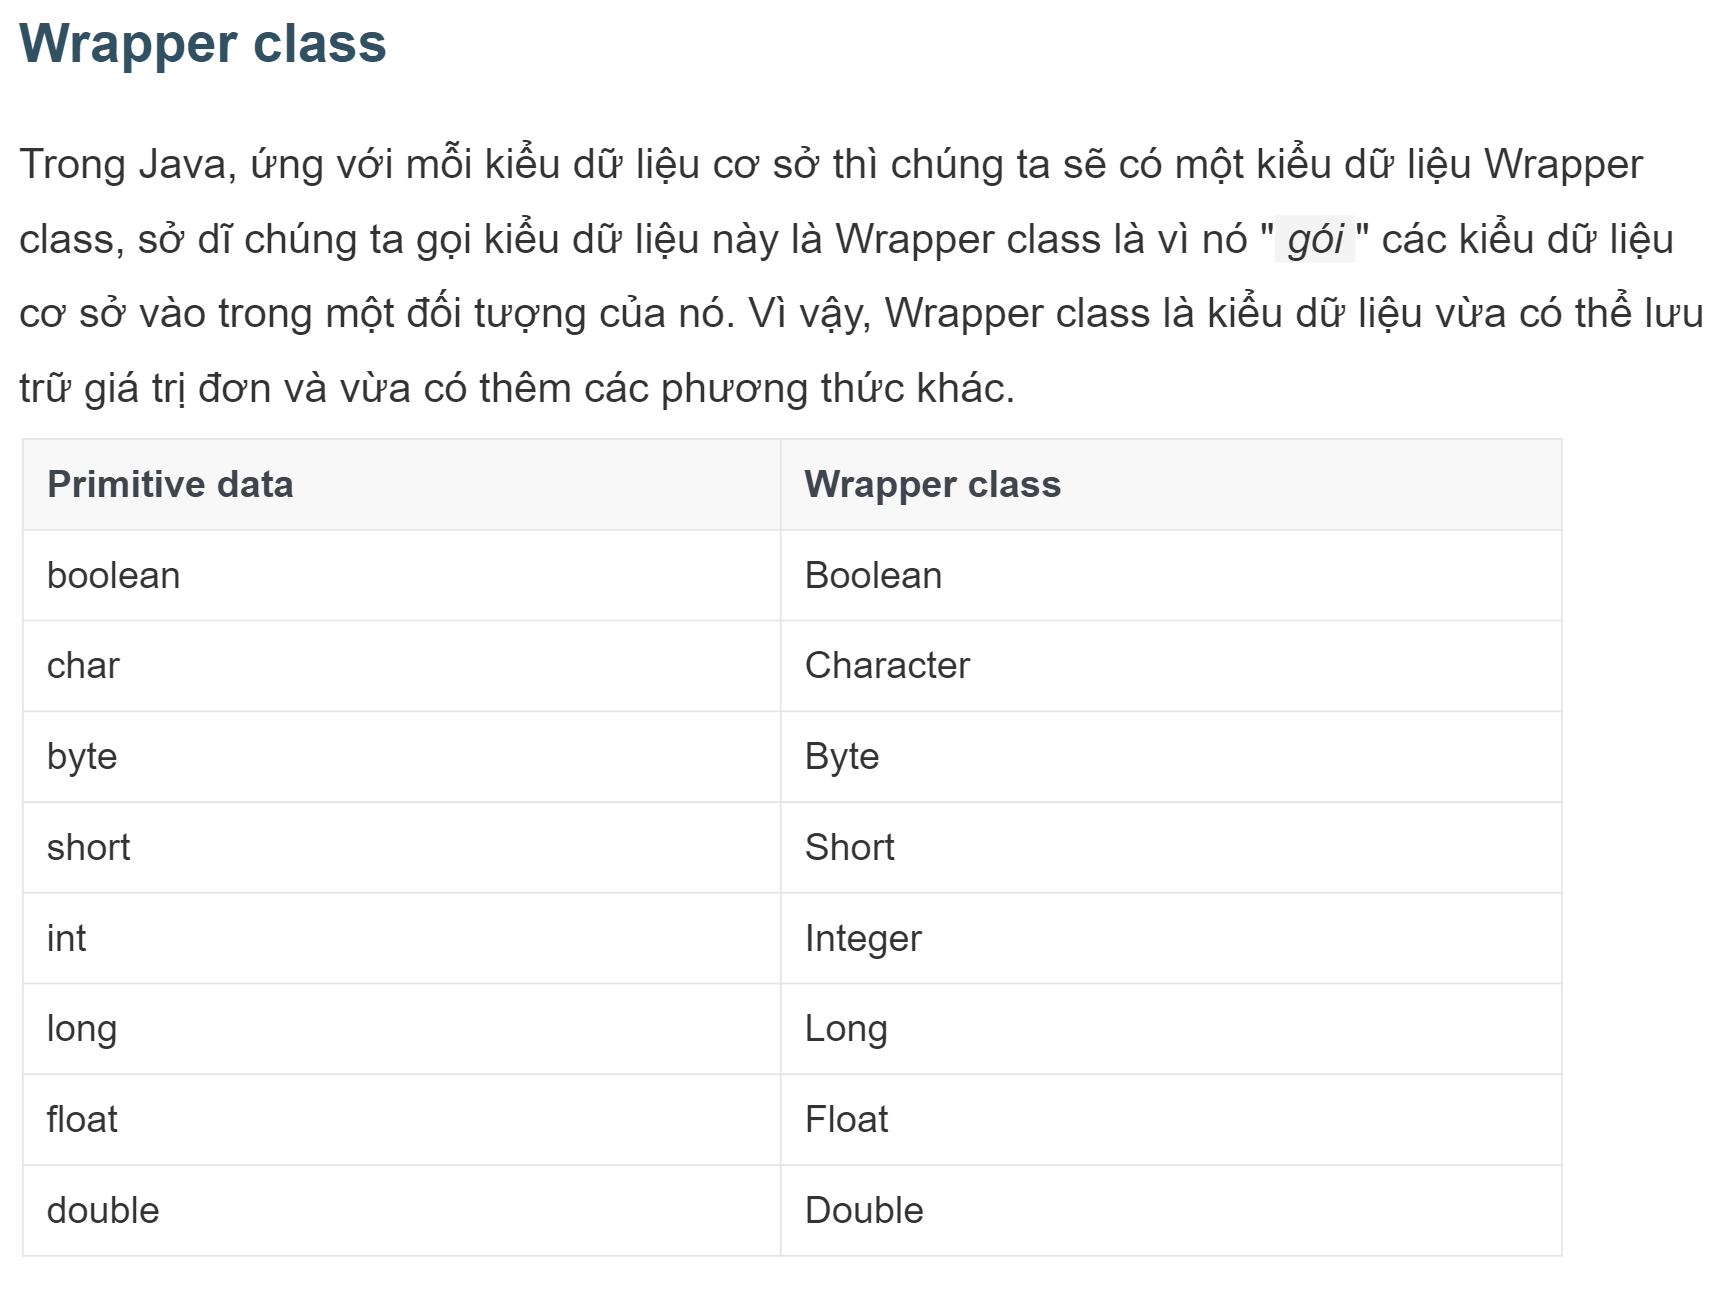 Wrapper class
Trong Java, ứng với mỗi kiểu dữ liệu cơ sở thì chúng ta sẽ có một kiểu dữ liệu Wrapper
class, sở dĩ chúng ta gọi kiểu dữ liệu này là Wrapper class là vì nó " gói " các kiểu dữ liệu
cơ sở vào trong một đối tượng của nó. Vì vậy, Wrapper class là kiểu dữ liệu vừa có thể lưu
trữ giá trị đơn và vừa có thêm các phương thức khác.
Primitive data Wrapper class
boolean Boolean
char Character
byte Byte
short Short
int Integer
long Long
float Float
double Double